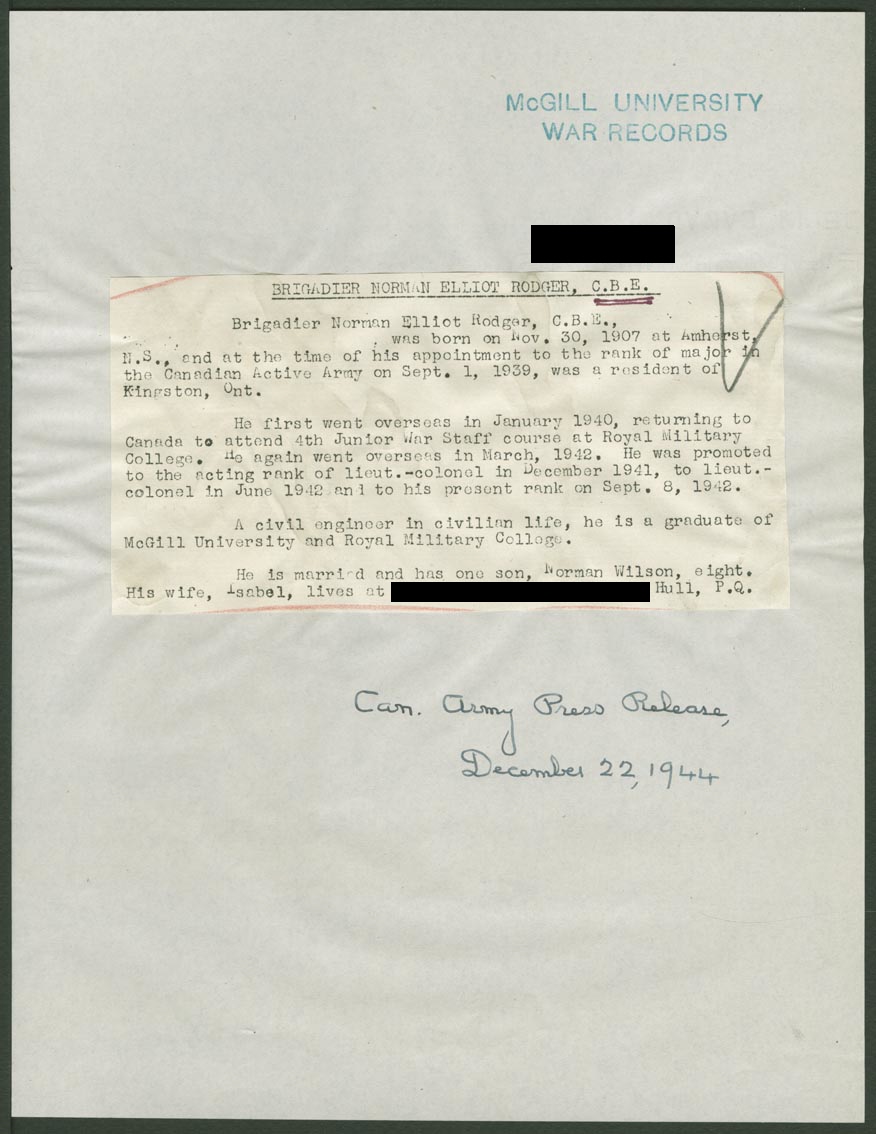 McGILL UNIVERSITY
WAR RECORDS
BRIGADIER NORMAN ELLIOT RODGER, C.B.E.
Brigadier Norman Elliot Rodger, C.B.E.,
, was born on Nov. 30, 1907 at Amherst,
N.S., and at the time of his appointment to the rank of major in
the Canadian Active Army on Sept. 1, 1939, was a resident of
Kingston, Ont.
He first went overseas in January 1940, returning to
Canada to attend 4th Junior War Staff course at Royal Military
College. He again went overseas in March, 1942. He was promoted
to the acting rank of lieut.-colonel in December 1941, to lieut.-
colonel in June 1942 and to his present rank on Sept. 8, 1942.
A civil engineer in civilian life, he is a graduate of
McGill University and Royal Military College.
He is married and has one son, Norman Wilson, eight.
His wife, Isabel, lives at Hull, P.Q.
Can. Army Press Release,
December 22, 1944